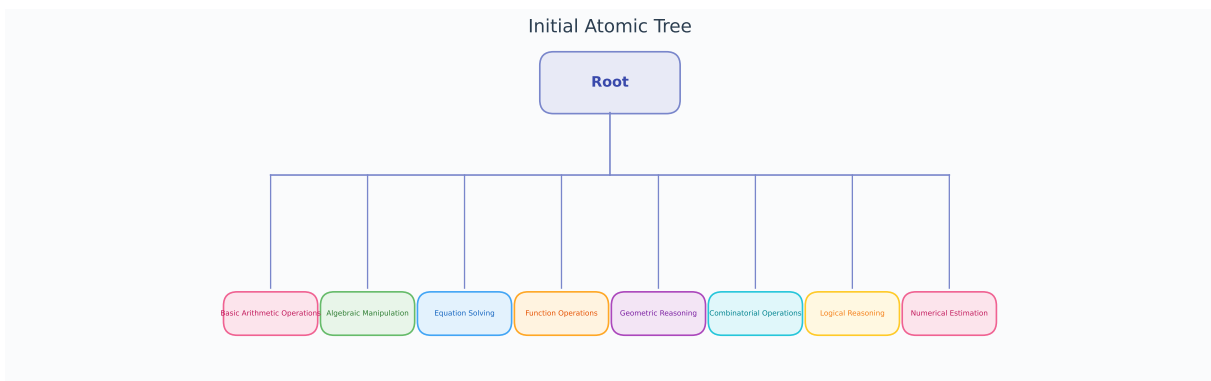 Initial Atomic Tree
Root
Basic Arithmetic Operations
Algebraic Manipulation
Equation Solving
Function Operations
Geometric Reasoning
Combinatorial Operations
Logical Reasoning
Numerical Estimation